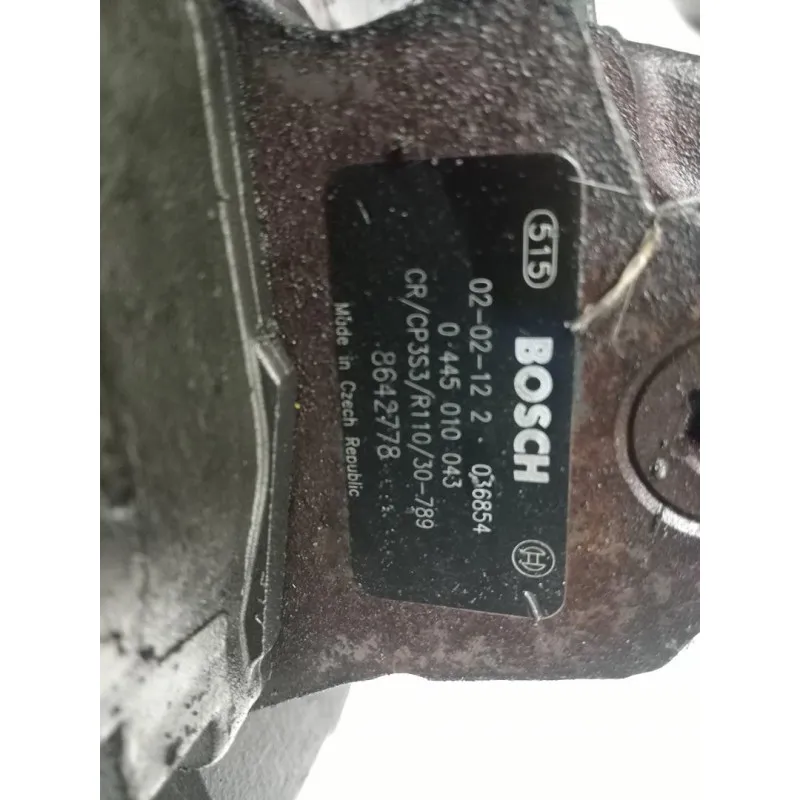 515
BOSCH
02-02-12 2 · 036854
0 445 010 043
CR/CP3S3/R110/30-789
8642778
Made in Czech Republic